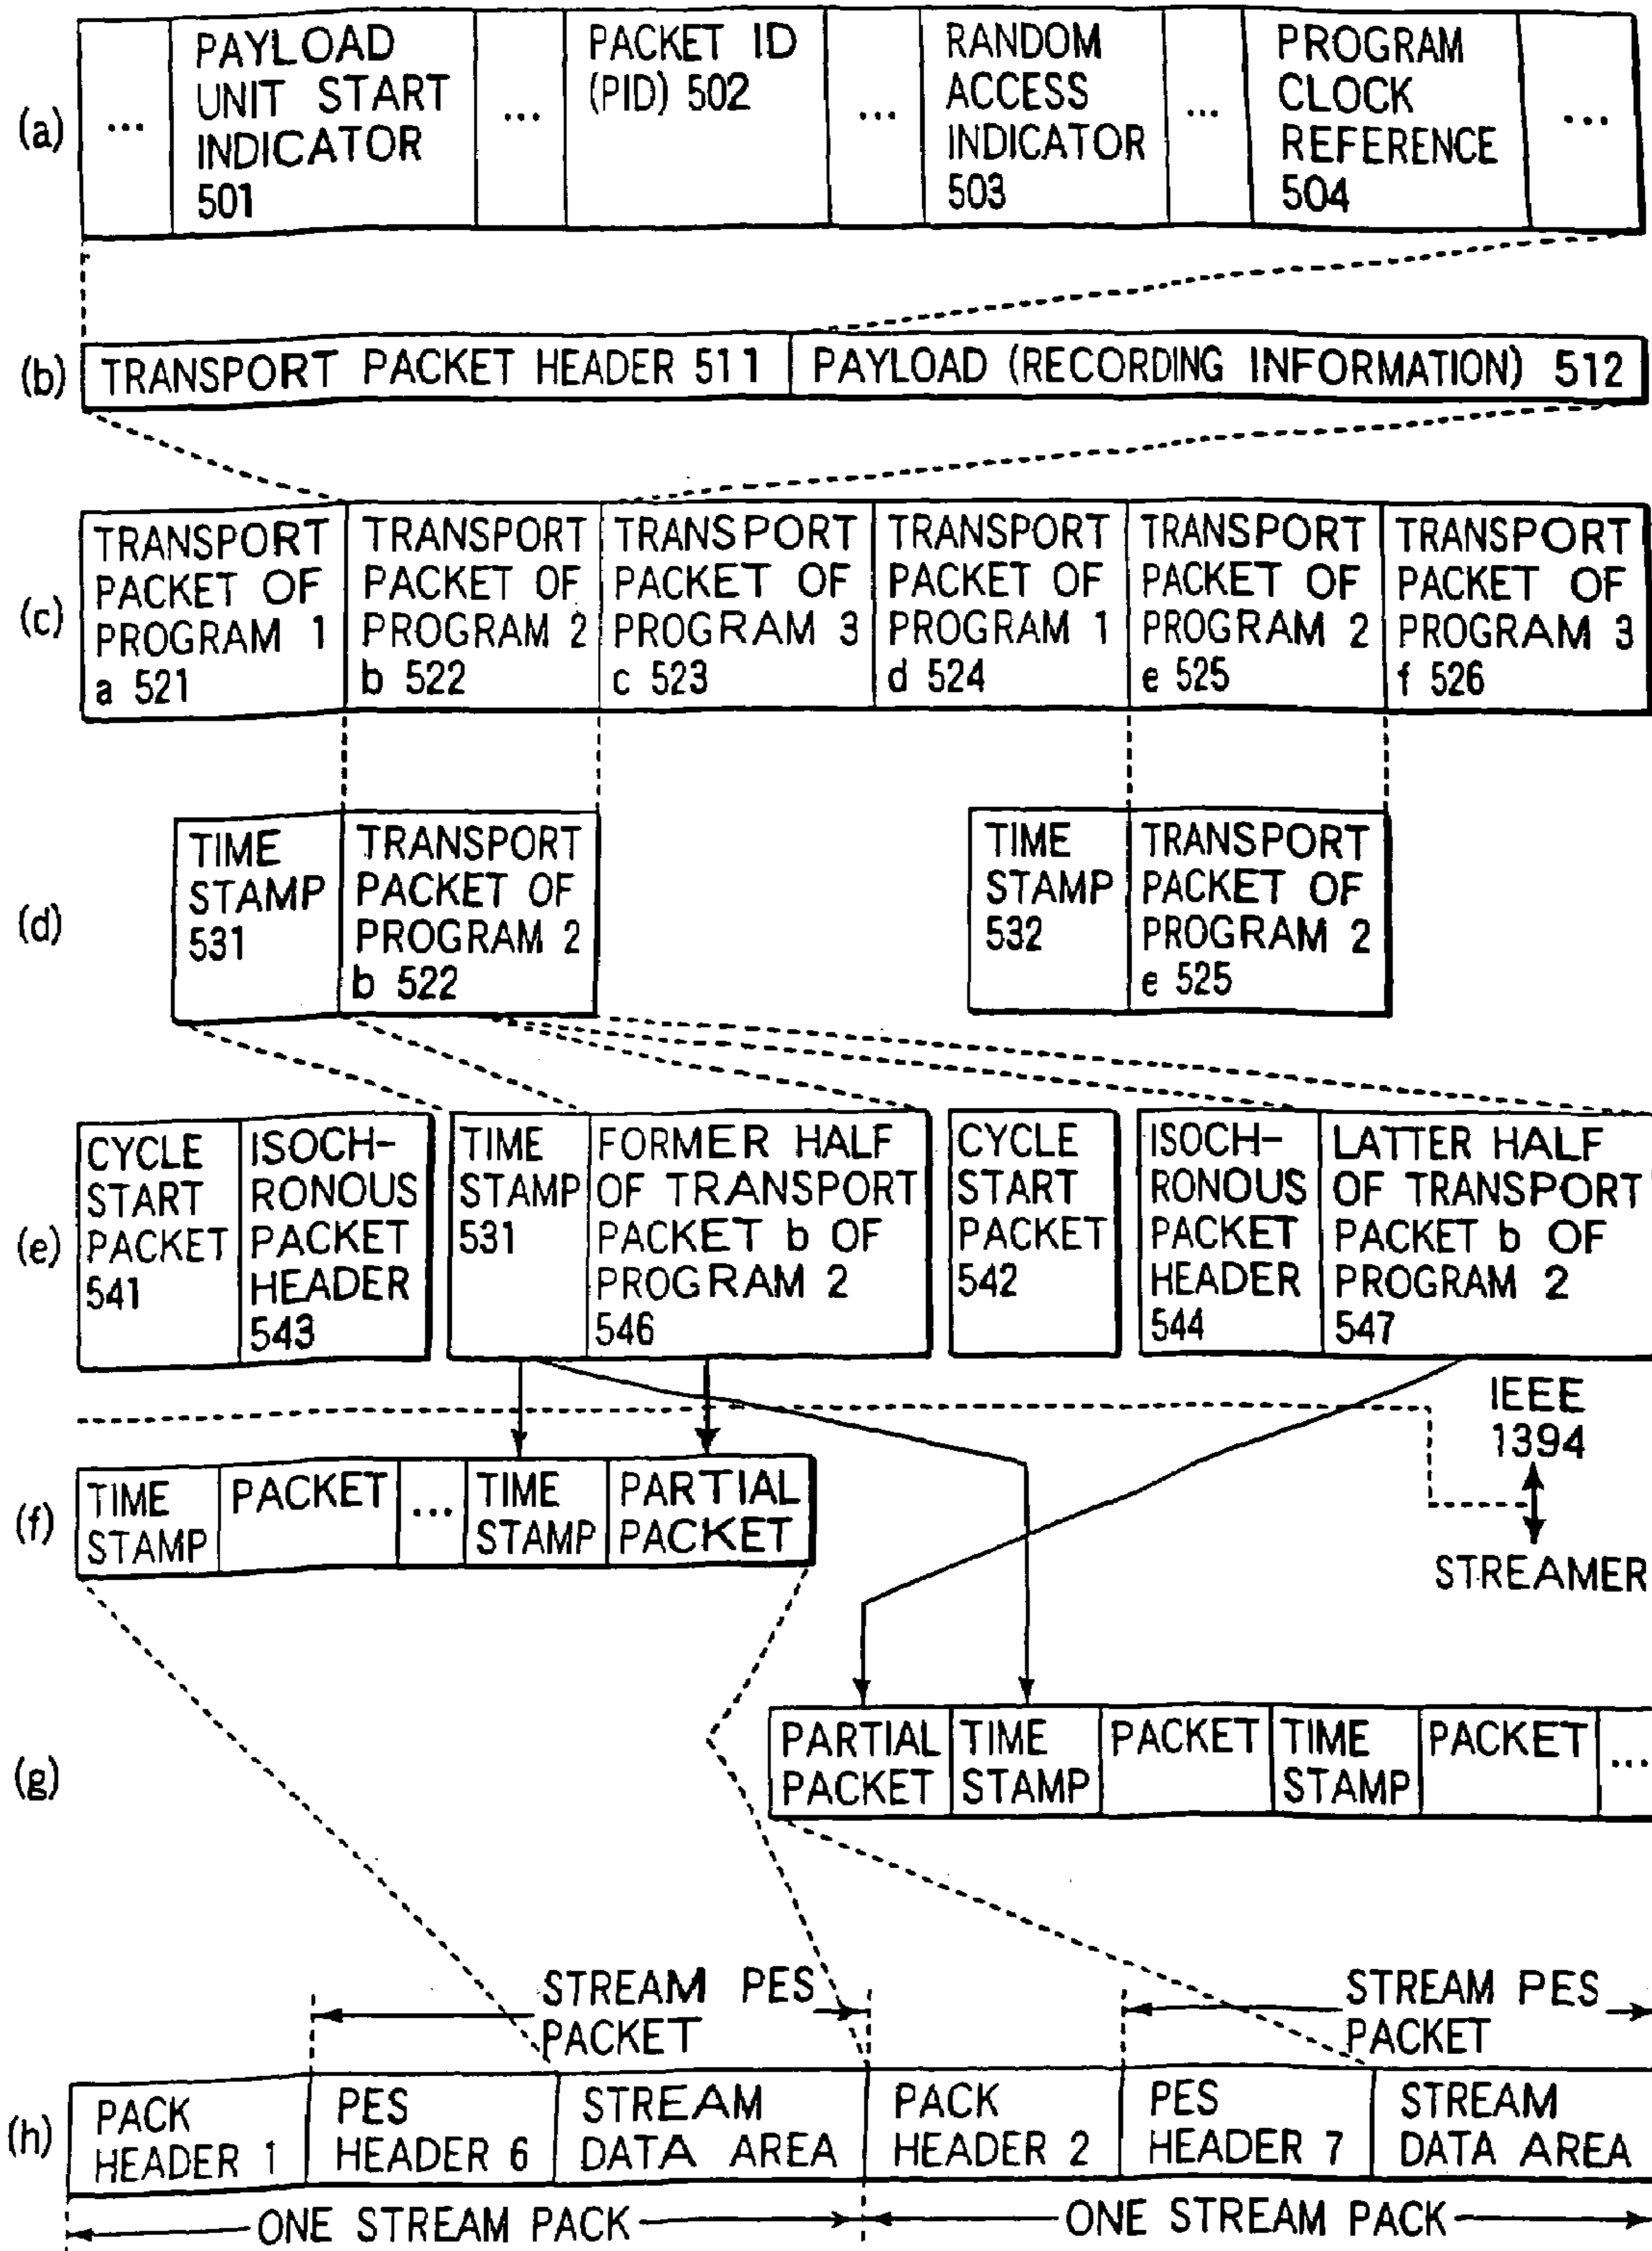 (a)
...
PAYLOAD
UNIT START
INDICATOR
501
...
PACKET ID
(PID) 502
...
RANDOM
ACCESS
INDICATOR
503
...
PROGRAM
CLOCK
REFERENCE
504
...
(b)
TRANSPORT PACKET HEADER 511
PAYLOAD (RECORDING INFORMATION) 512
(c)
TRANSPORT
PACKET OF
PROGRAM 1
a 521
TRANSPORT
PACKET OF
PROGRAM 2
b 522
TRANSPORT
PACKET OF
PROGRAM 3
c 523
TRANSPORT
PACKET OF
PROGRAM 1
d 524
TRANSPORT
PACKET OF
PROGRAM 2
e 525
TRANSPORT
PACKET OF
PROGRAM 3
f 526
(d)
TIME
STAMP
531
TRANSPORT
PACKET OF
PROGRAM 2
b 522
TIME
STAMP
532
TRANSPORT
PACKET OF
PROGRAM 2
e 525
(e)
CYCLE
START
PACKET
541
ISOCH-
RONOUS
PACKET
HEADER
543
TIME
STAMP
531
FORMER HALF
OF TRANSPORT
PACKET b OF
PROGRAM 2
546
CYCLE
START
PACKET
542
ISOCH-
RONOUS
PACKET
HEADER
544
LATTER HALF
OF TRANSPORT
PACKET b OF
PROGRAM 2
547
IEEE
1394
STREAMER
(f)
TIME
STAMP
PACKET
...
TIME
STAMP
PARTIAL
PACKET
(g)
PARTIAL
PACKET
TIME
STAMP
PACKET
TIME
STAMP
PACKET
...
STREAM PES
PACKET
STREAM PES
PACKET
(h)
PACK
HEADER 1
PES
HEADER 6
STREAM
DATA AREA
PACK
HEADER 2
PES
HEADER 7
STREAM
DATA AREA
ONE STREAM PACK
ONE STREAM PACK